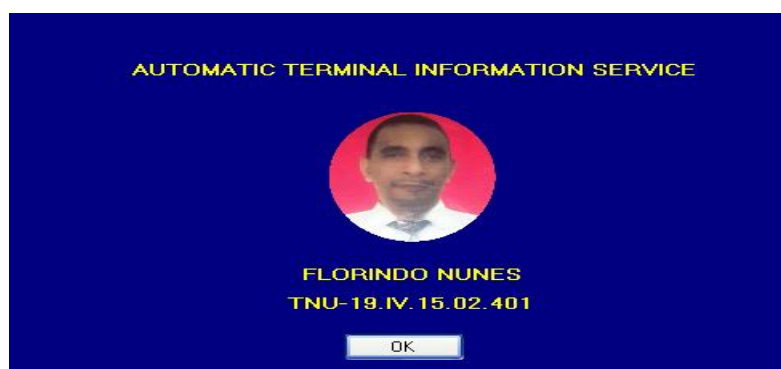 AUTOMATIC TERMINAL INFORMATION SERVICE
FLORINDO NUNES
TNU-19.IV.15.02.401
OK